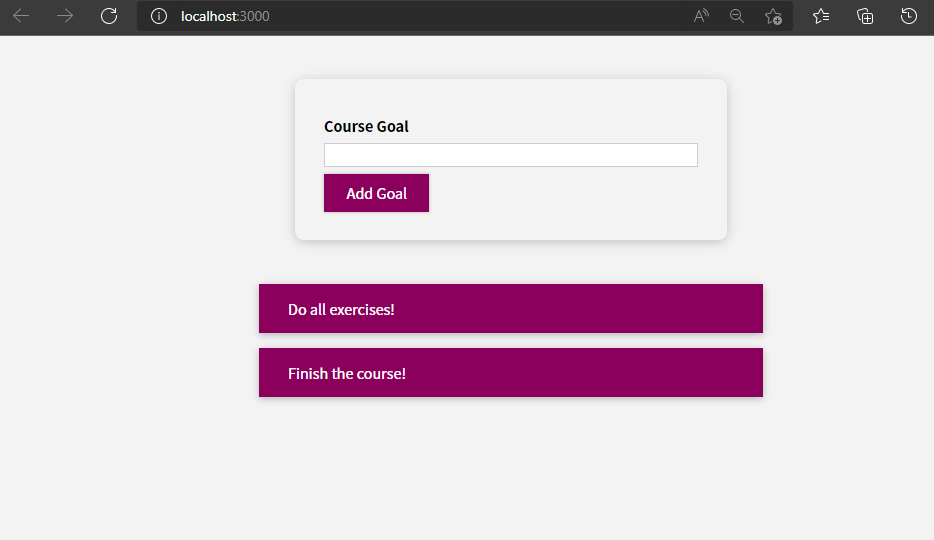 localhost:3000
Course Goal
Add Goal
Do all exercises!
Finish the course!